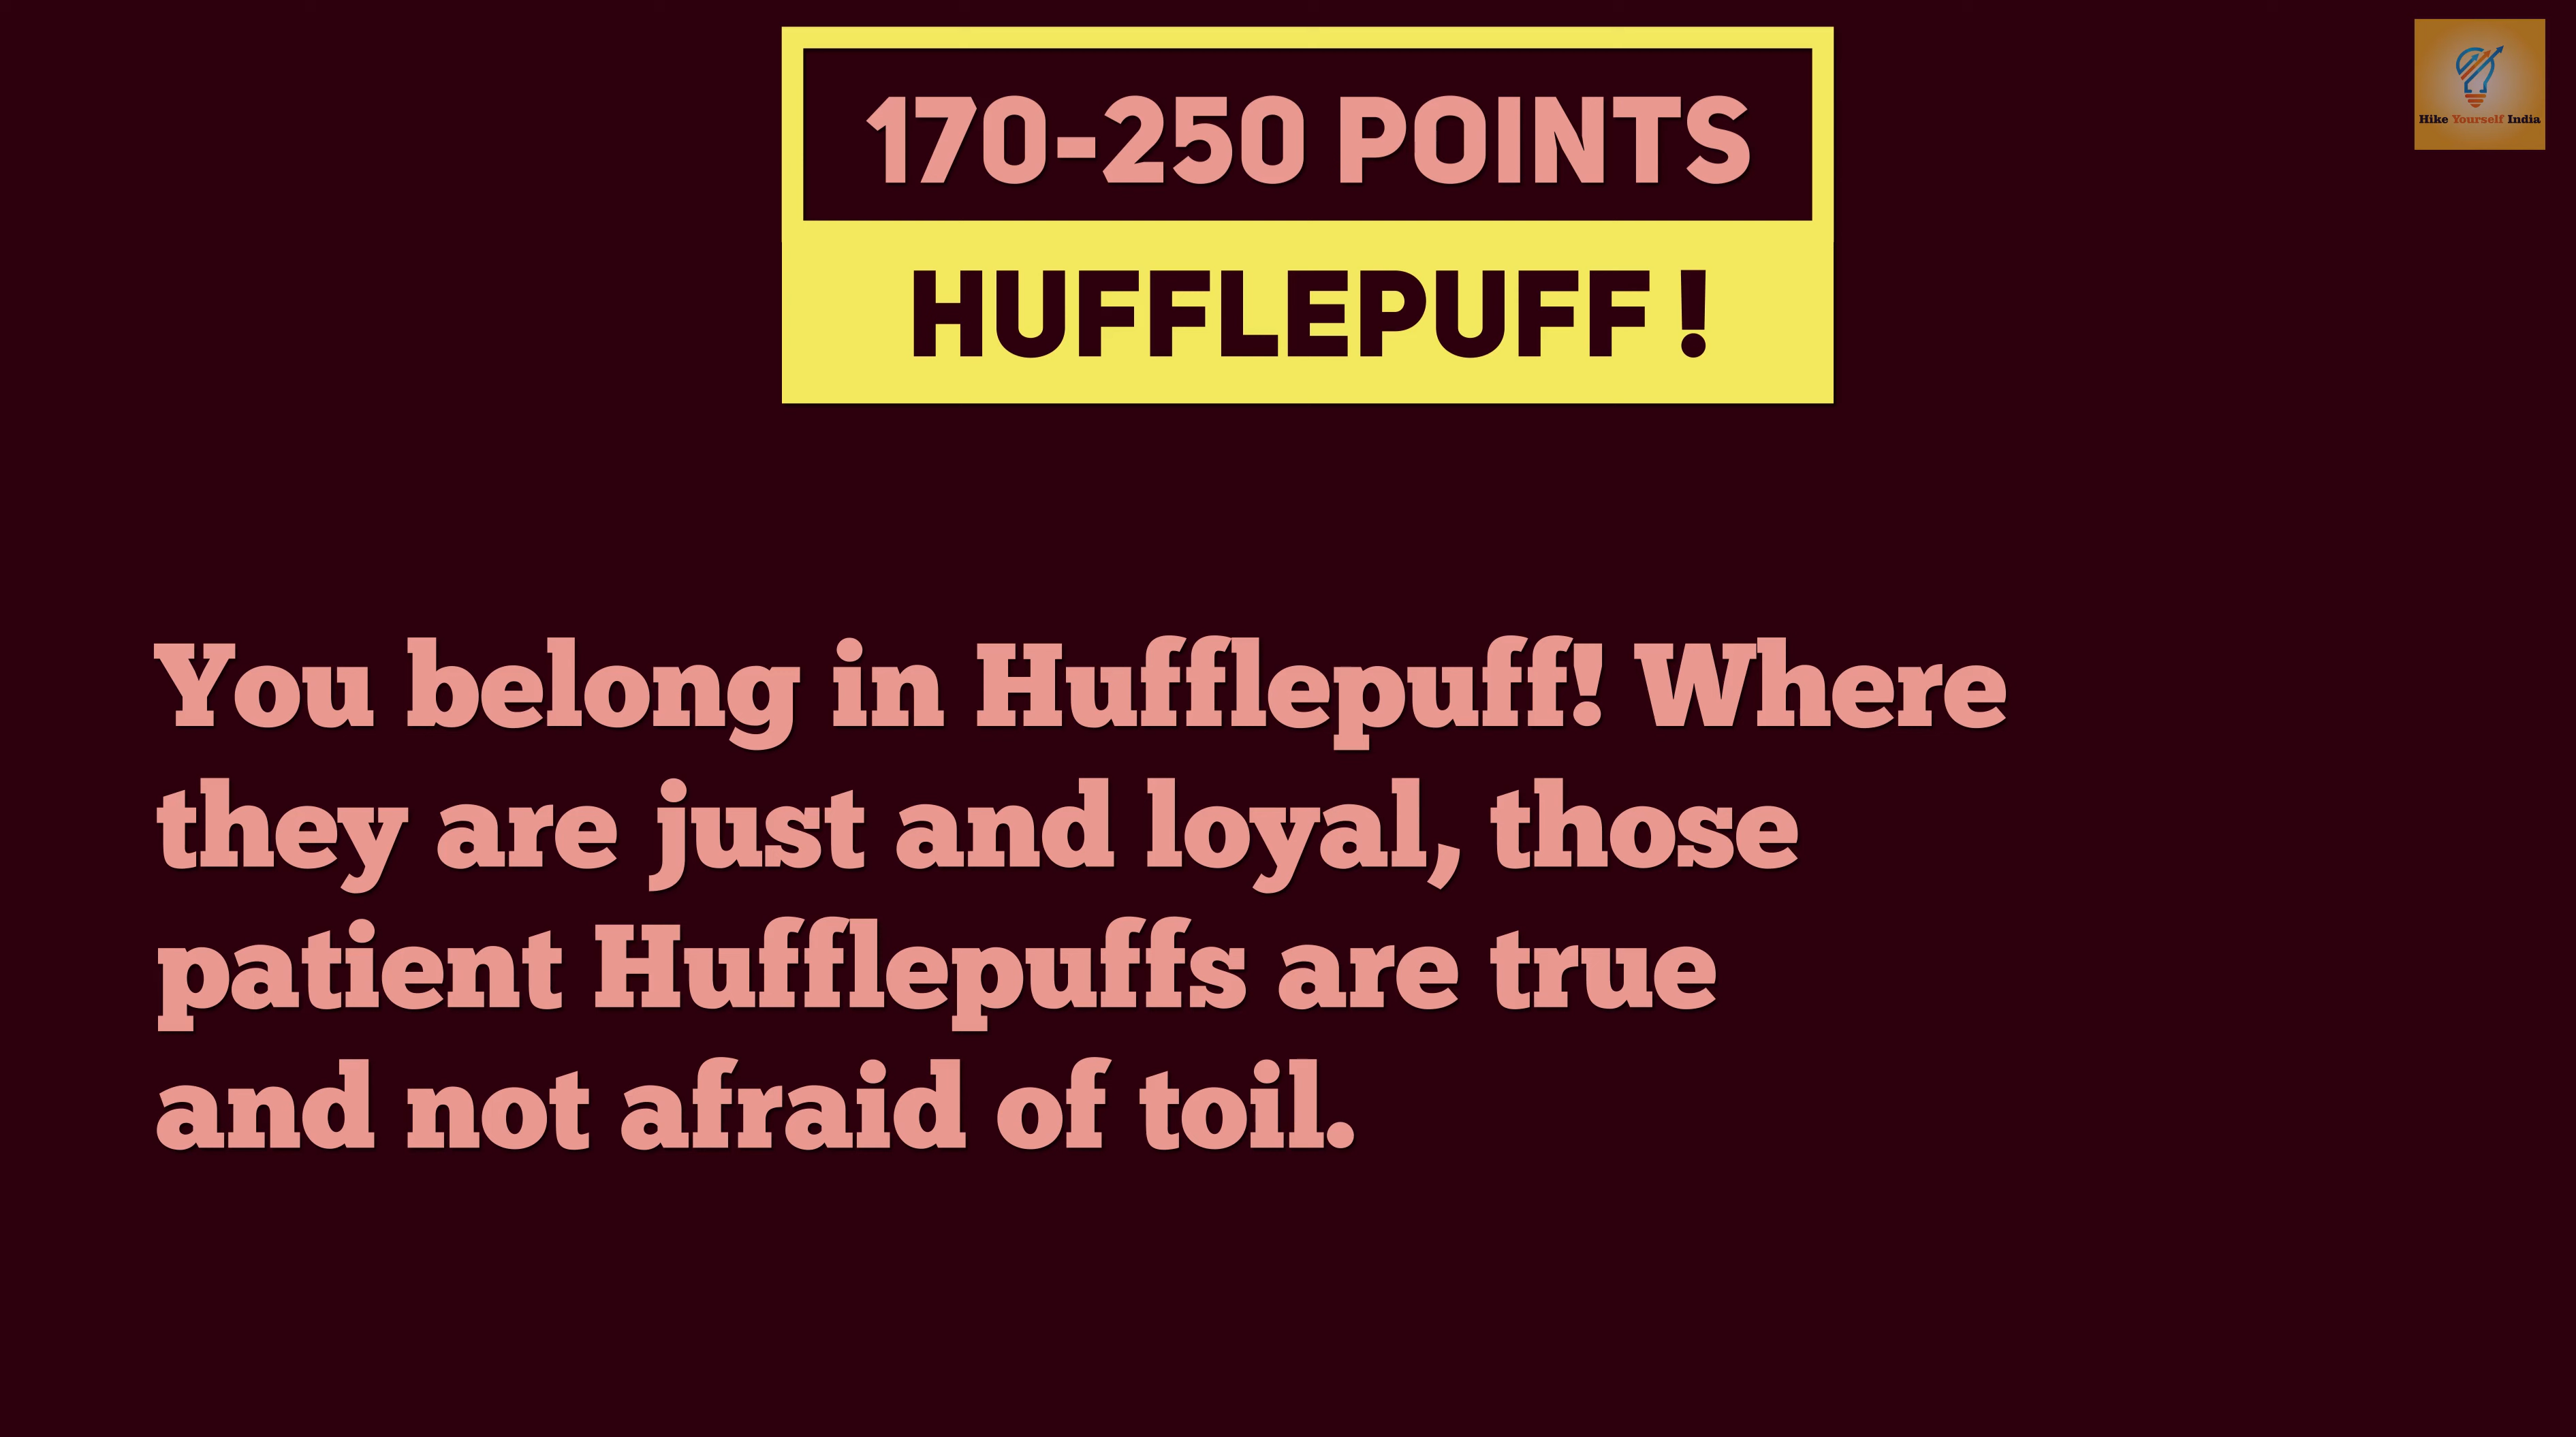 170-250 POINTS
Hike Yourself India
HUFFLEPUFF !
You belong in Hufflepuff! Where
they are just and loyal, those
patient Hufflepuffs are true
and not afraid of toil.